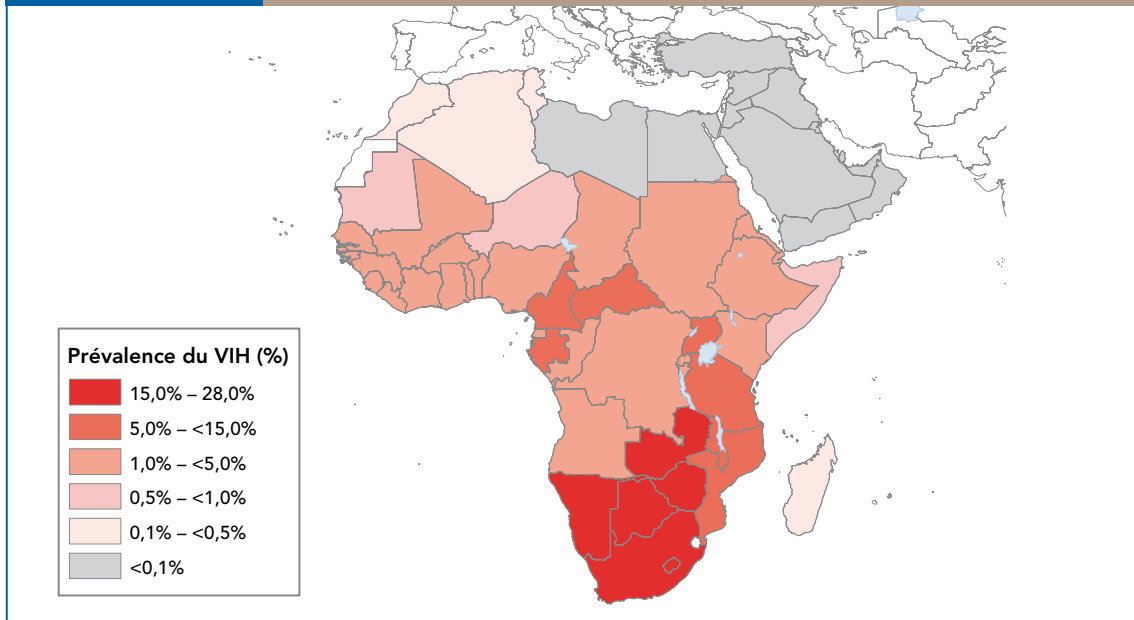 Prévalence du VIH (%)
15,0% – 28,0%
5,0% – <15,0%
1,0% – <5,0%
0,5% – <1,0%
0,1% – <0,5%
<0,1%